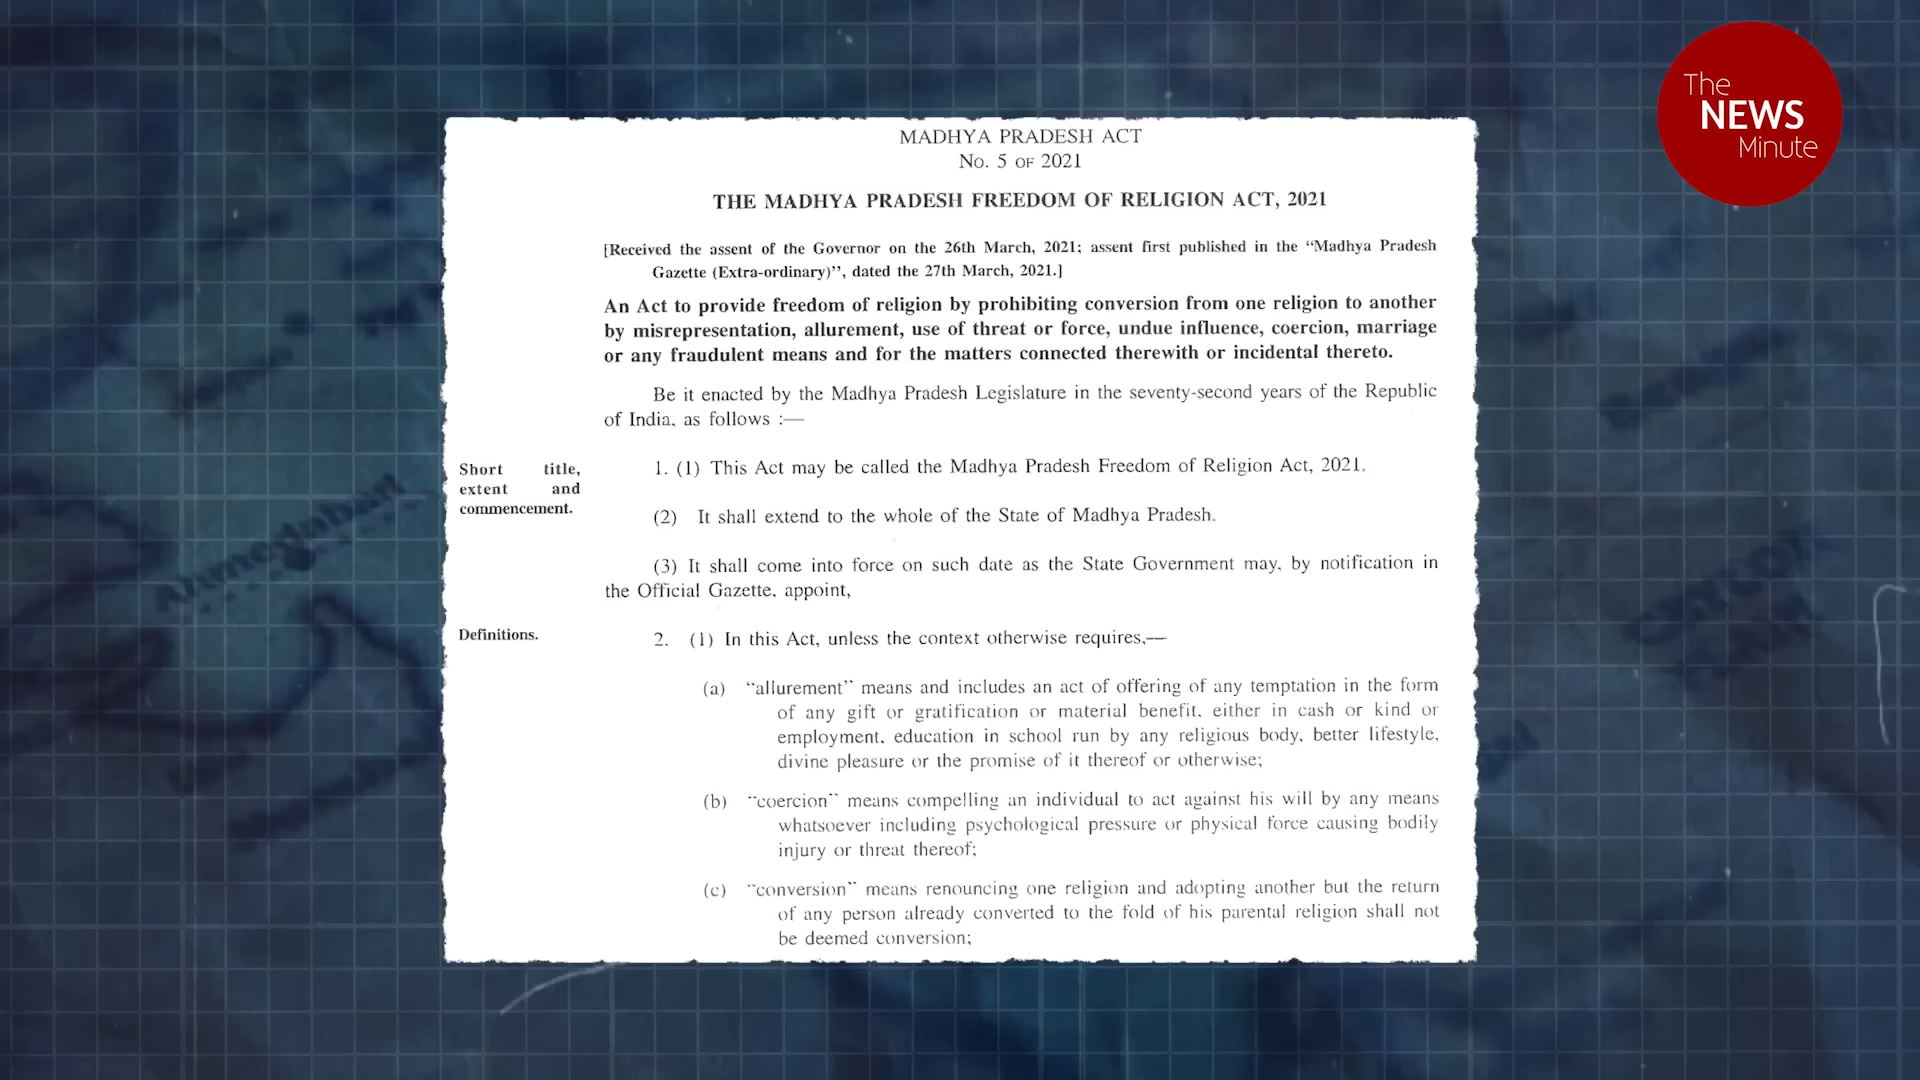 The
NEWS
Minute
MADHYA PRADESH ACT
No. 5 OF 2021
THE MADHYA PRADESH FREEDOM OF RELIGION ACT, 2021
[Received the assent of the Governor on the 26th March, 2021; assent first published in the “Madhya Pradesh
Gazette (Extra-ordinary)”, dated the 27th March, 2021.]
An Act to provide freedom of religion by prohibiting conversion from one religion to another
by misrepresentation, allurement, use of threat or force, undue influence, coercion, marriage
or any fraudulent means and for the matters connected therewith or incidental thereto.
Be it enacted by the Madhya Pradesh Legislature in the seventy-second years of the Republic
of India, as follows :—
Short title,
extent and
commencement.
1. (1) This Act may be called the Madhya Pradesh Freedom of Religion Act, 2021.
(2) It shall extend to the whole of the State of Madhya Pradesh.
(3) It shall come into force on such date as the State Government may, by notification in
the Official Gazette, appoint,
Definitions.
2. (1) In this Act, unless the context otherwise requires,—
(a) “allurement” means and includes an act of offering of any temptation in the form
of any gift or gratification or material benefit, either in cash or kind or
employment, education in school run by any religious body, better lifestyle,
divine pleasure or the promise of it thereof or otherwise;
(b) “coercion” means compelling an individual to act against his will by any means
whatsoever including psychological pressure or physical force causing bodily
injury or threat thereof;
(c) “conversion” means renouncing one religion and adopting another but the return
of any person already converted to the fold of his parental religion shall not
be deemed conversion;
Ahmedabad